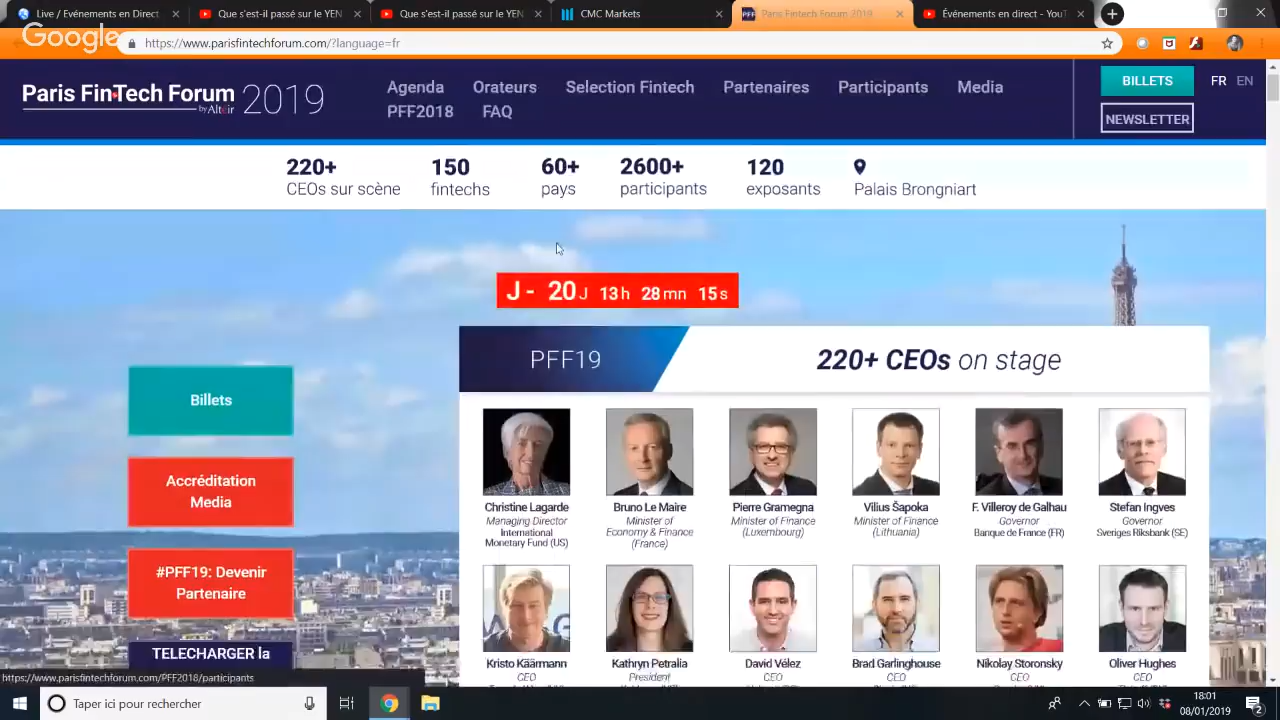 Live / Vidéo en Direct
Que s'est-il passé sur le YEN
Que s'est-il passé sur le YEN
CMC Markets
Paris Fintech Forum 2019
Événements en direct - YouT
Google
https://www.parisfintechforum.com/?language=fr
Paris FinTech Forum 2019
by Altéir
Agenda Orateurs Selection Fintech Partenaires Participants Media
PFF2018 FAQ
BILLETS
FR EN
NEWSLETTER
220+ 150 60+ 2600+ 120
CEOs sur scène fintechs pays participants exposants Palais Brongniart
J - 20 J 13 h 28 mn 15 s
PFF19
220+ CEOs on stage
Billets
Accréditation
Media
#PFF19: Devenir
Partenaire
TELECHARGER la
Christine Lagarde
Managing Director
International
Monetary Fund (US)
Bruno Le Maire
Minister of
Economy & Finance
(France)
Pierre Gramegna
Minister of Finance
(Luxembourg)
Vilius Šapoka
Minister of Finance
(Lithuania)
F. Villeroy de Galhau
Governor
Banque de France (FR)
Stefan Ingves
Governor
Sveriges Riksbank (SE)
Kristo Käärmann
CEO
Kathryn Petralia
President
David Vélez
CEO
Brad Garlinghouse
CEO
Nikolay Storonsky
CEO
Oliver Hughes
CEO
https://www.parisfintechforum.com/PFF2018/participants
Taper ici pour rechercher
18:01
08/01/2019
2